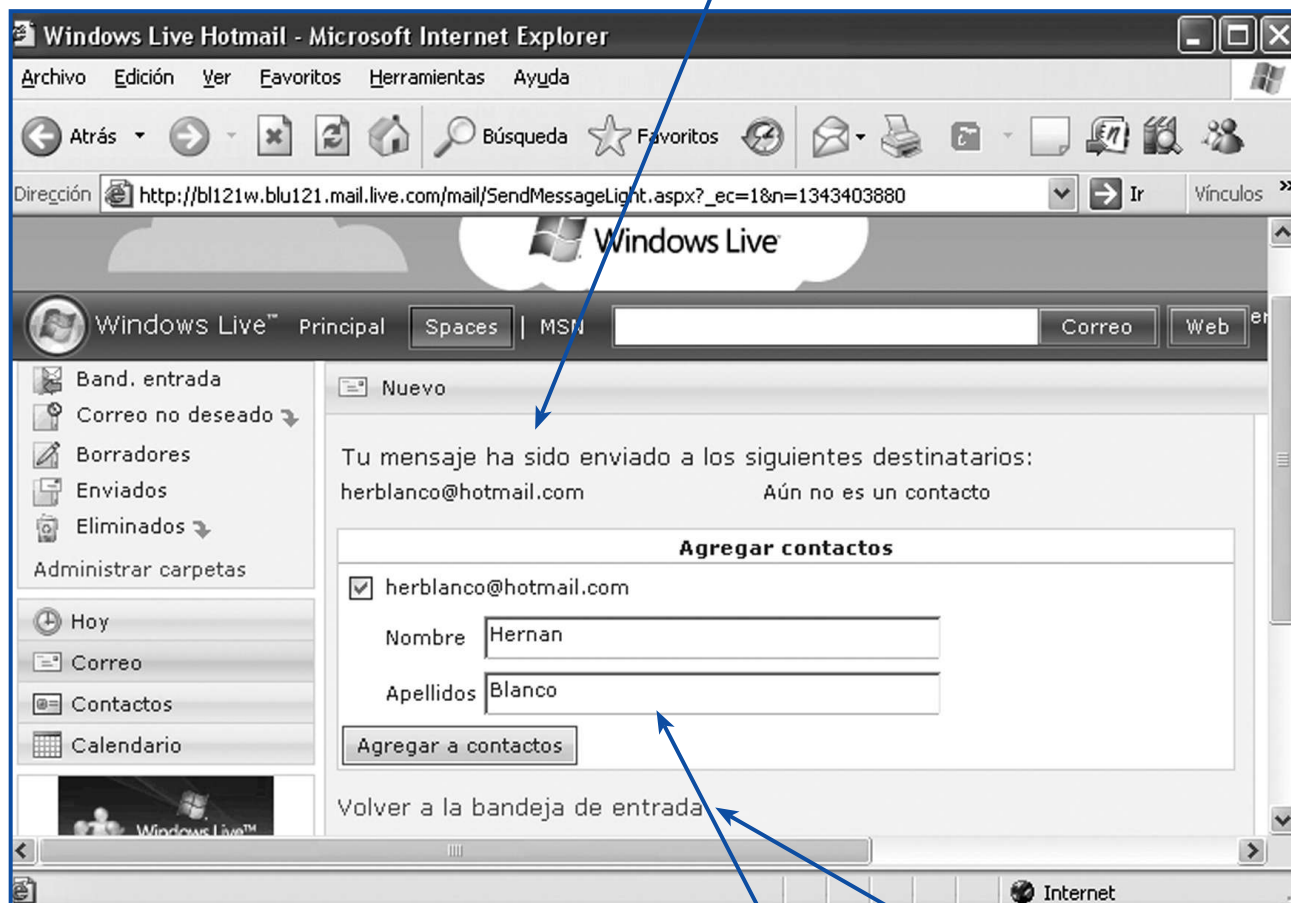 Windows Live Hotmail - Microsoft Internet Explorer
Archivo Edición Ver Favoritos Herramientas Ayuda
Atrás Búsqueda Favoritos
Dirección http://bl121w.blu121.mail.live.com/mail/SendMessageLight.aspx?_ec=1&n=1343403880 Ir Vínculos »
Windows Live
Windows Live™ Principal Spaces | MSN Correo Web er
Band. entrada
Correo no deseado
Borradores
Enviados
Eliminados
Administrar carpetas
Hoy
Correo
Contactos
Calendario
Windows Live™
Nuevo
Tu mensaje ha sido enviado a los siguientes destinatarios:
herblanco@hotmail.com Aún no es un contacto
Agregar contactos
herblanco@hotmail.com
Nombre Hernan
Apellidos Blanco
Agregar a contactos
Volver a la bandeja de entrada
Internet